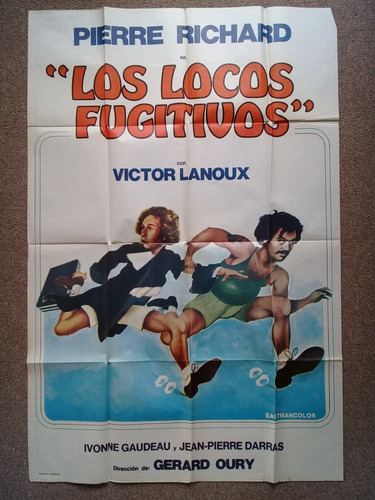 PIERRE RICHARD
en
"LOS LOCOS
FUGITIVOS"
con
VICTOR LANOUX
EASTMANCOLOR
IVONNE GAUDEAU Y JEAN-PIERRE DARRAS
Dirección de: GERARD OURY